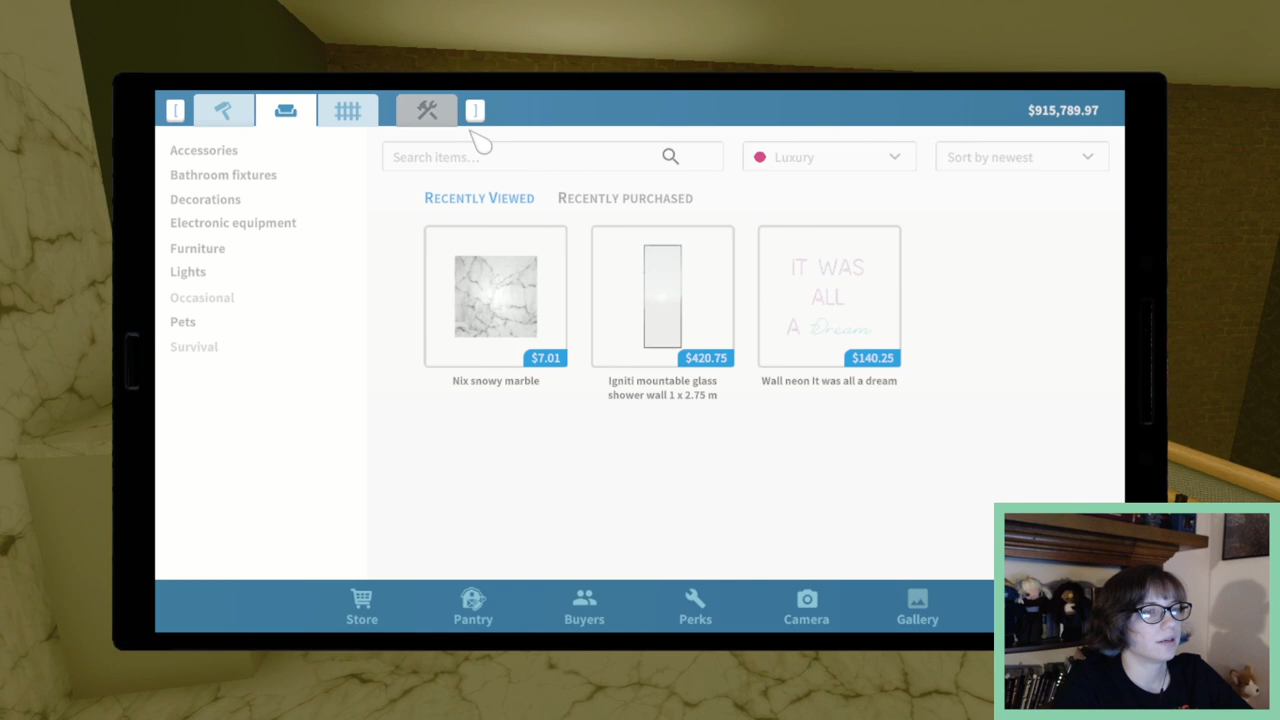 [
]
$915,789.97
Search items...
Luxury
Sort by newest
Accessories
Bathroom fixtures
Decorations
Electronic equipment
Furniture
Lights
Occasional
Pets
Survival
RECENTLY VIEWED
RECENTLY PURCHASED
IT WAS
ALL
A Dream
$7.01
$420.75
$140.25
Nix snowy marble
Igniti mountable glass
shower wall 1 x 2.75 m
Wall neon It was all a dream
Store
Pantry
Buyers
Perks
Camera
Gallery